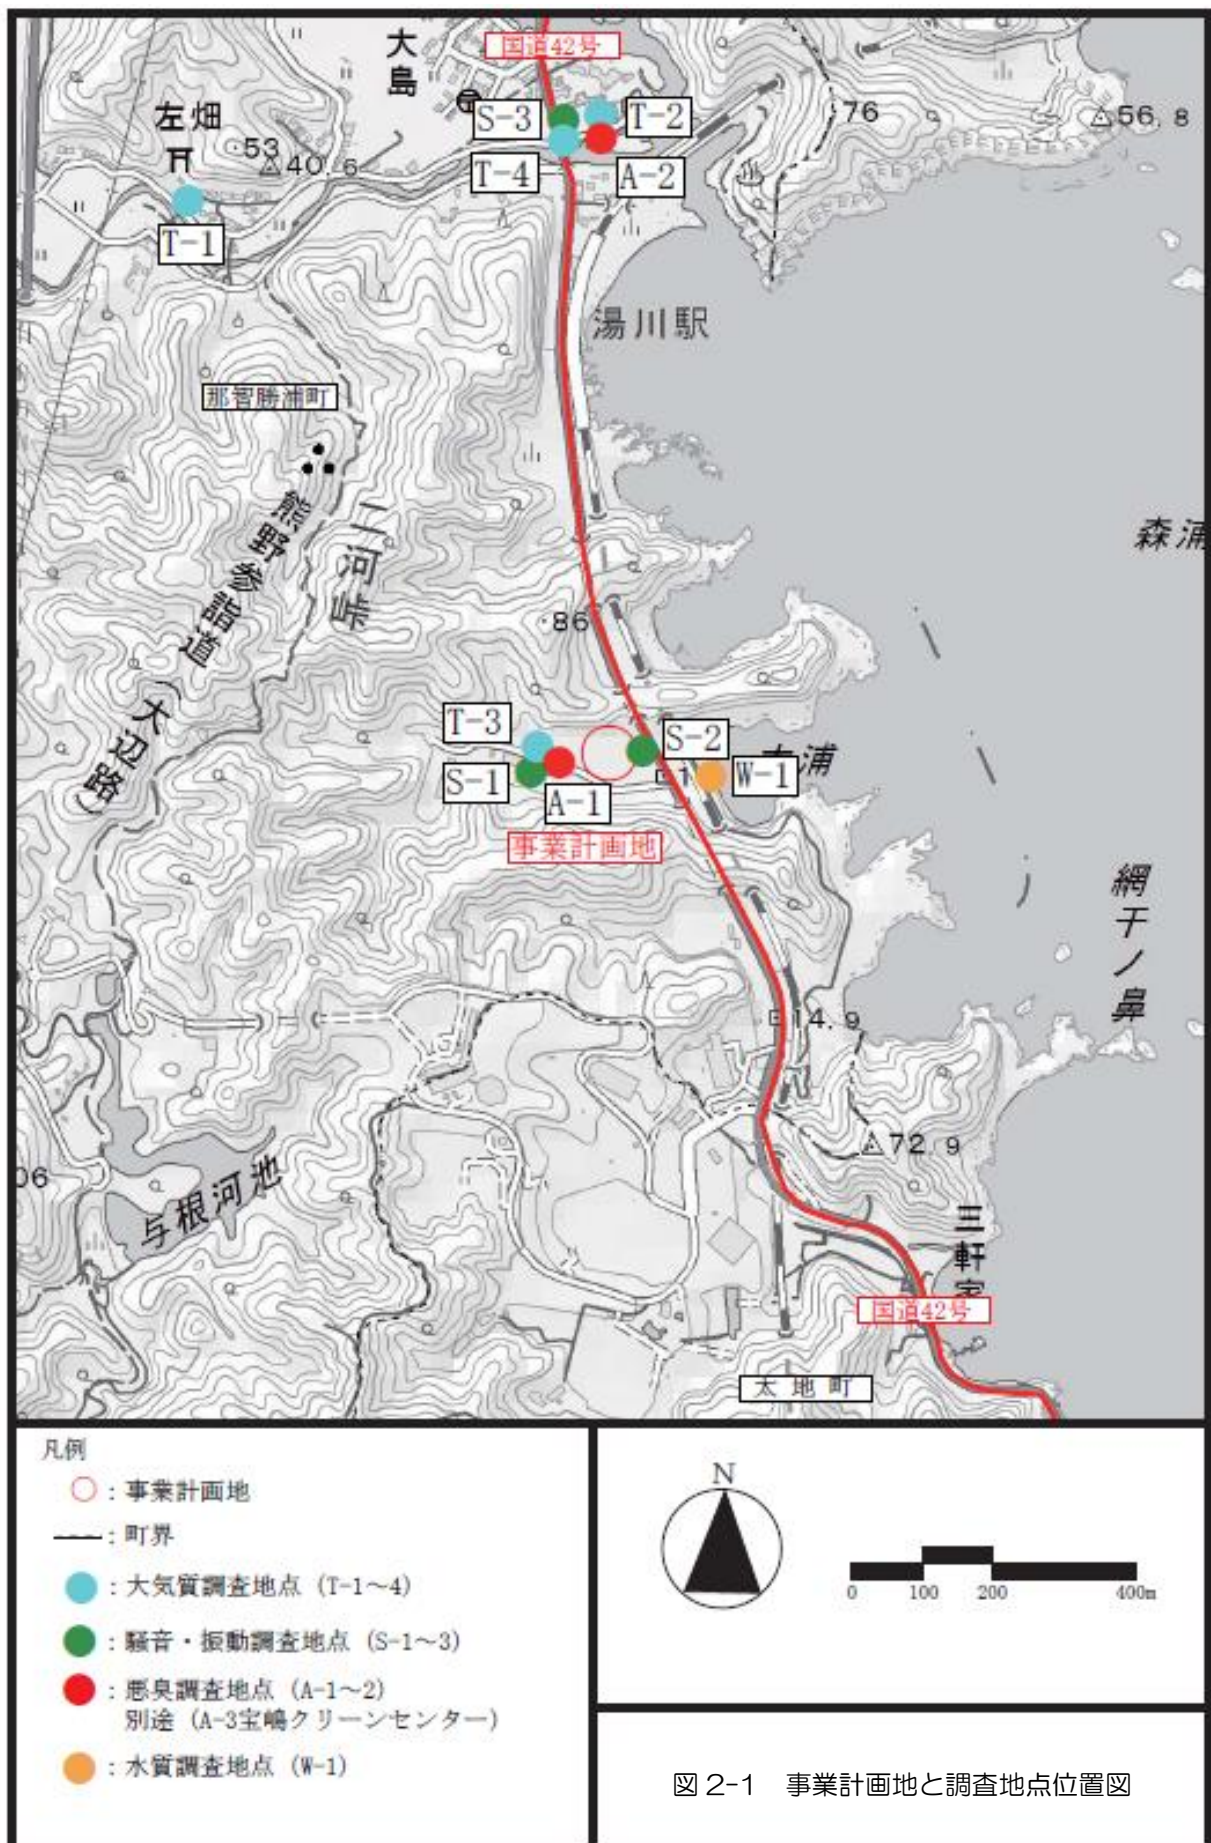 国道42号
大島
左畑
53
40.6
S-3
T-2
T-4
A-2
76
56.8
T-1
湯川駅
那智勝浦町
熊野参詣道(大辺路)
二河峠
森浦
86
T-3
S-2
S-1
A-1
W-1
浦
事業計画地
網干ノ鼻
4.9
72.9
06
与根河池
三軒家
国道42号
太地町
凡例
○:事業計画地
:町界
:大気質調査地点 (T-1~4)
:騒音・振動調査地点 (S-1~3)
:悪臭調査地点 (A-1~2)
別途 (A-3宝嶋クリーンセンター)
:水質調査地点 (W-1)
N
0 100 200 400m
図 2-1 事業計画地と調査地点位置図